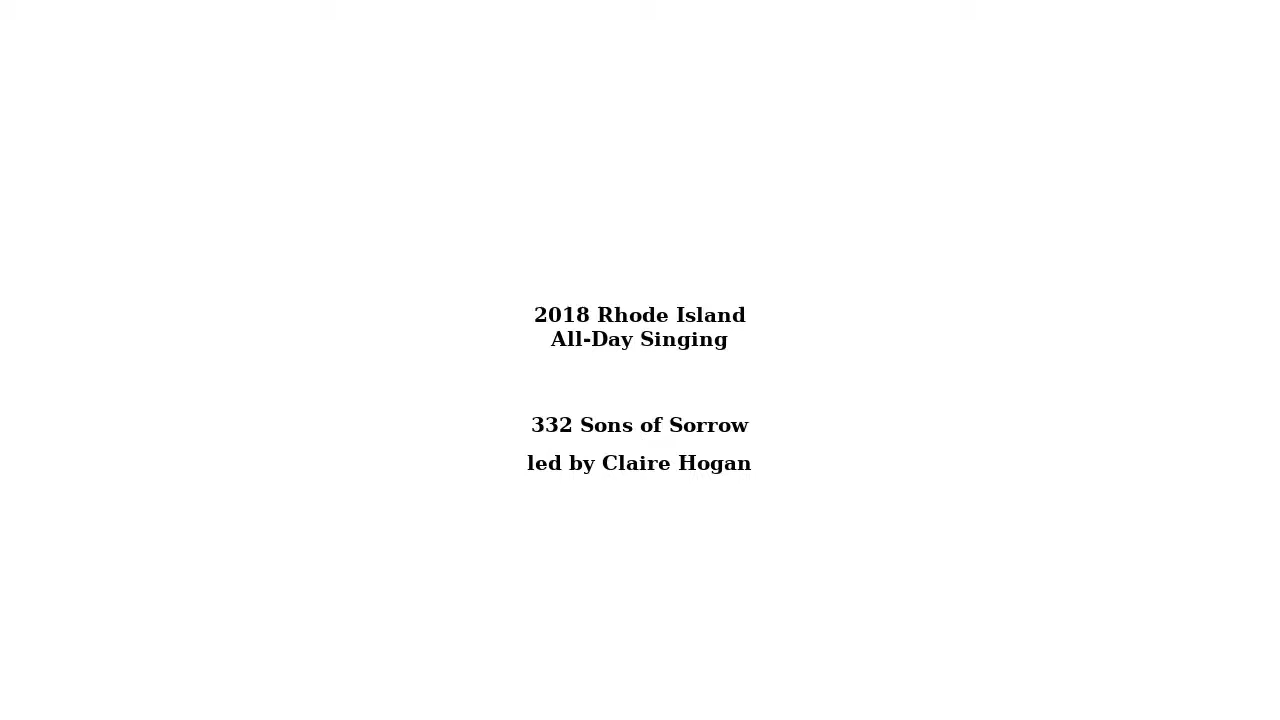 2018 Rhode Island
All-Day Singing
332 Sons of Sorrow
led by Claire Hogan